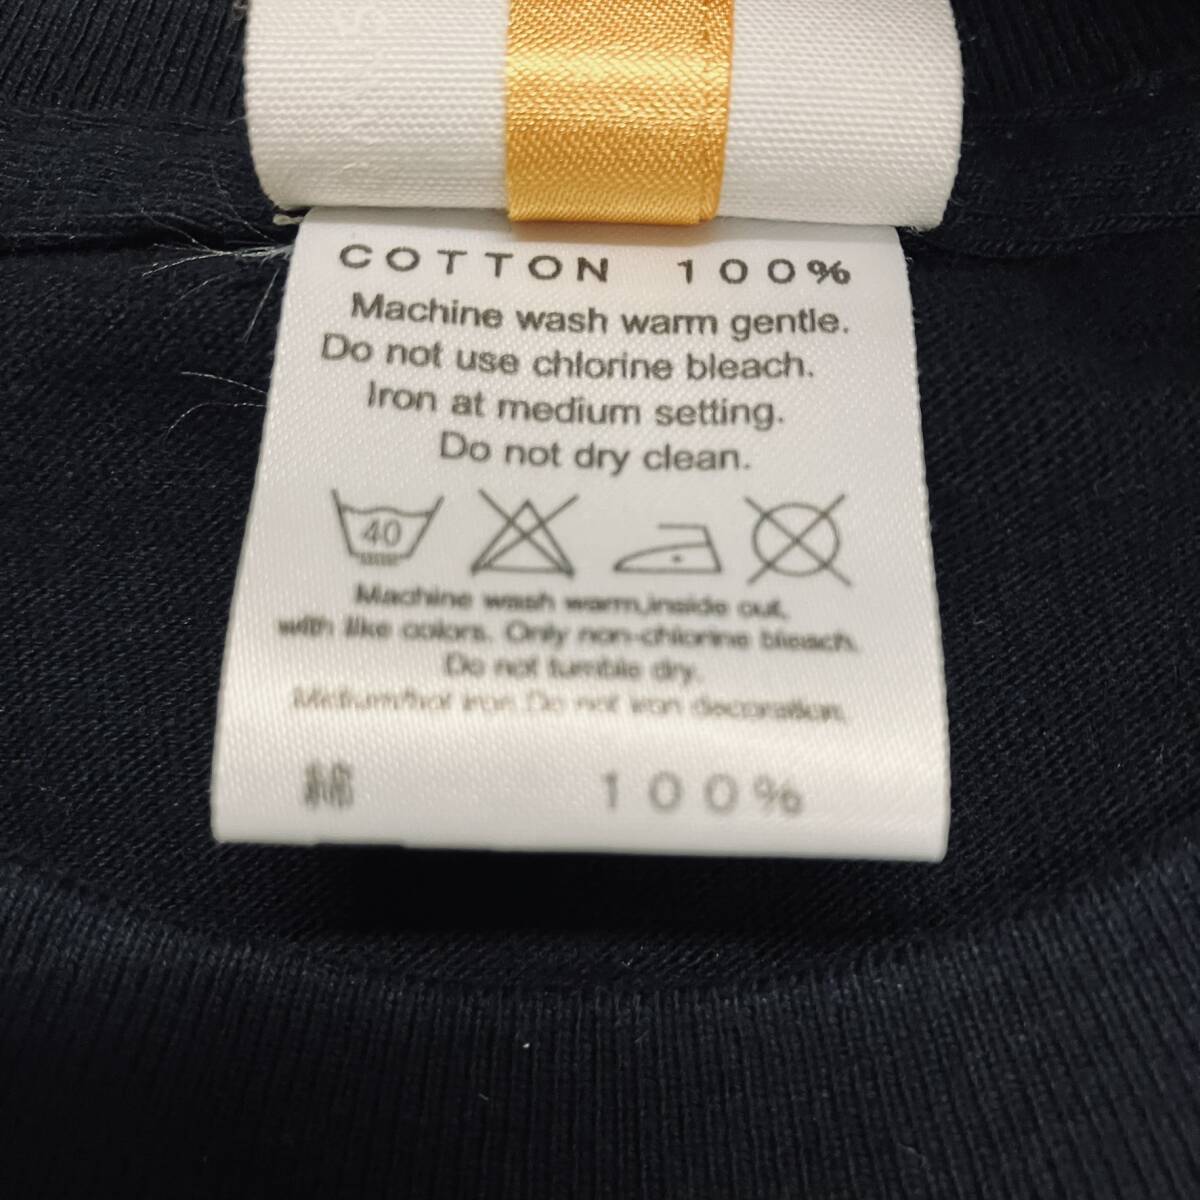 COTTON 100%
Machine wash warm gentle.
Do not use chlorine bleach.
Iron at medium setting.
Do not dry clean.
40
Machine wash warm,inside out,
with like colors. Only non-chlorine bleach.
Do not tumble dry.
Medium/hot iron.Do not iron decoration.
綿 100%